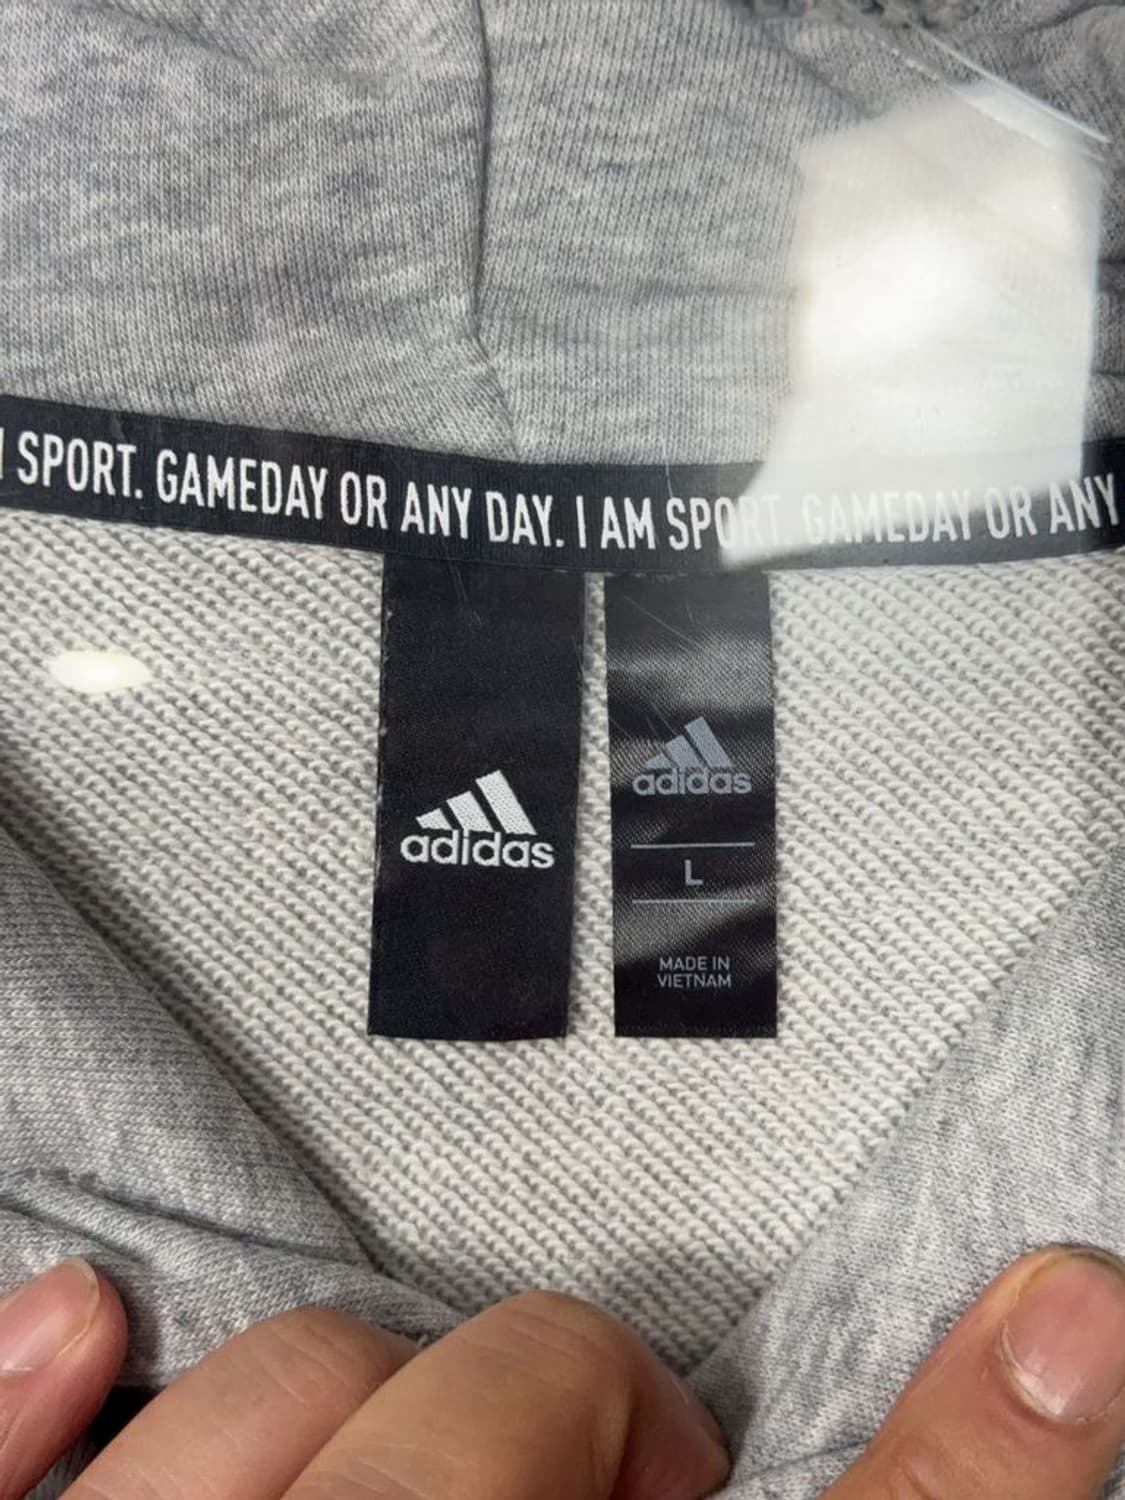 I SPORT. GAMEDAY OR ANY DAY. I AM SPORT. GAMEDAY OR ANY
adidas
adidas
L
MADE IN
VIETNAM